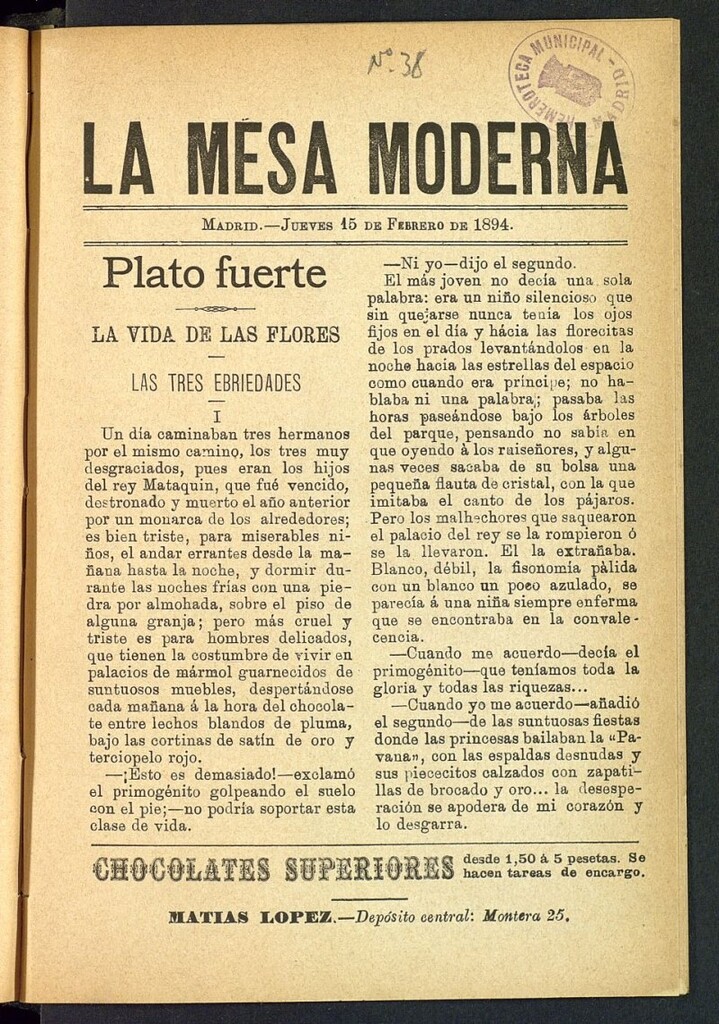 Nº 38
HEMEROTECA MUNICIPAL - MADRID
LA MESA MODERNA
MADRID.—JUEVES 15 DE FEBRERO DE 1894.
Plato fuerte
LA VIDA DE LAS FLORES
LAS TRES EBRIEDADES
I
Un día caminaban tres hermanos
por el mismo camino, los tres muy
desgraciados, pues eran los hijos
del rey Mataquin, que fué vencido,
destronado y muerto el año anterior
por un monarca de los alrededores;
es bien triste, para miserables ni-
ños, el andar errantes desde la ma-
ñana hasta la noche, y dormir du-
rante las noches frías con una pie-
dra por almohada, sobre el piso de
alguna granja; pero más cruel y
triste es para hombres delicados,
que tienen la costumbre de vivir en
palacios de mármol guarnecidos de
suntuosos muebles, despertándose
cada mañana á la hora del chocola-
te entre lechos blandos de pluma,
bajo las cortinas de satín de oro y
terciopelo rojo.
—¡Esto es demasiado!—exclamó
el primogénito golpeando el suelo
con el pie;—no podría soportar esta
clase de vida.
—Ni yo—dijo el segundo.
El más joven no decía una sola
palabra: era un niño silencioso que
sin quejarse nunca tenía los ojos
fijos en el día y hácia las florecitas
de los prados levantándolos en la
noche hacia las estrellas del espacio
como cuando era príncipe; no ha-
blaba ni una palabra; pasaba las
horas paseándose bajo los árboles
del parque, pensando no sabía en
que oyendo á los ruiseñores, y algu-
nas veces sacaba de su bolsa una
pequeña flauta de cristal, con la que
imitaba el canto de los pájaros.
Pero los malhechores que saquearon
el palacio del rey se la rompieron ó
se la llevaron. El la extrañaba.
Blanco, débil, la fisonomía pálida
con un blanco un poco azulado, se
parecía á una niña siempre enferma
que se encontraba en la convale-
cencia.
—Cuando me acuerdo—decía el
primogénito—que teníamos toda la
gloria y todas las riquezas...
—Cuando yo me acuerdo—añadió
el segundo—de las suntuosas fiestas
donde las princesas bailaban la «Pa-
vana», con las espaldas desnudas y
sus piececitos calzados con zapati-
llas de brocado y oro... la desespe-
ración se apodera de mi corazón y
lo desgarra.
CHOCOLATES SUPERIORES desde 1,50 á 5 pesetas. Se
hacen tareas de encargo.
MATIAS LOPEZ.—Depósito central: Montera 25.